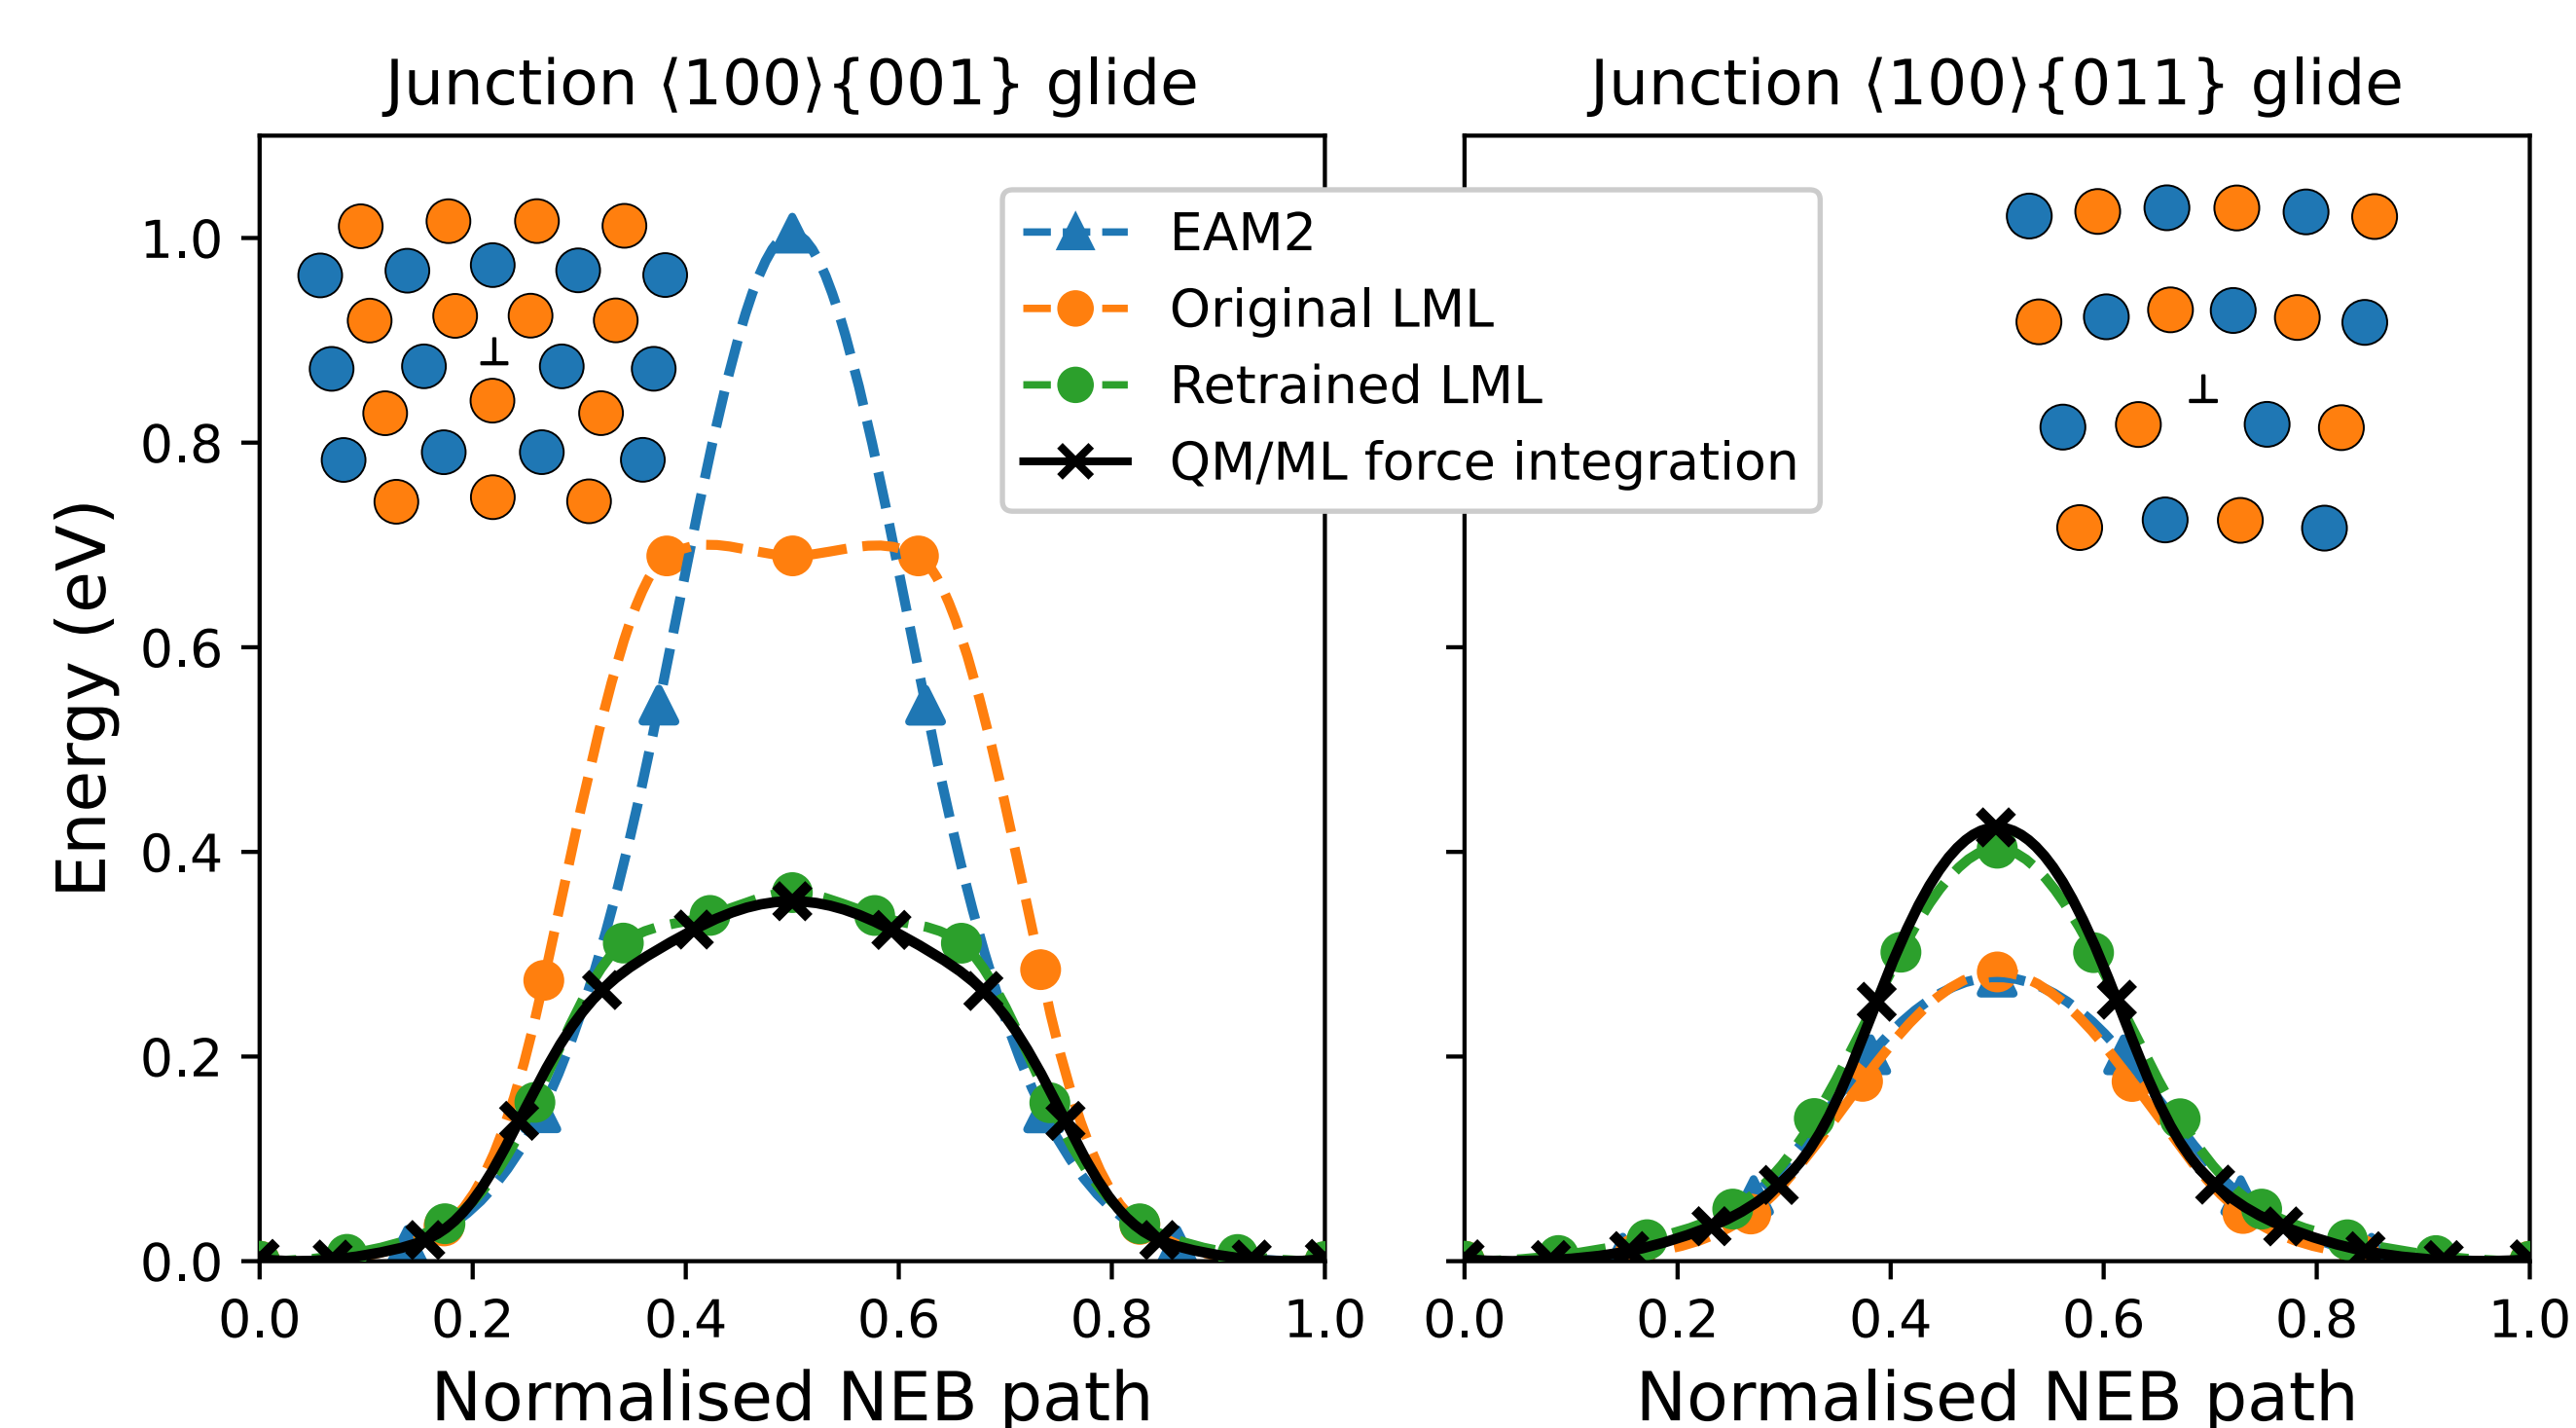 Junction ⟨100⟩{001} glide
Junction ⟨100⟩{011} glide
EAM2
Original LML
Retrained LML
QM/ML force integration
Energy (eV)
1.0
0.8
0.6
0.4
0.2
0.0
0.0 0.2 0.4 0.6 0.8 1.0
0.0 0.2 0.4 0.6 0.8 1.0
Normalised NEB path
Normalised NEB path